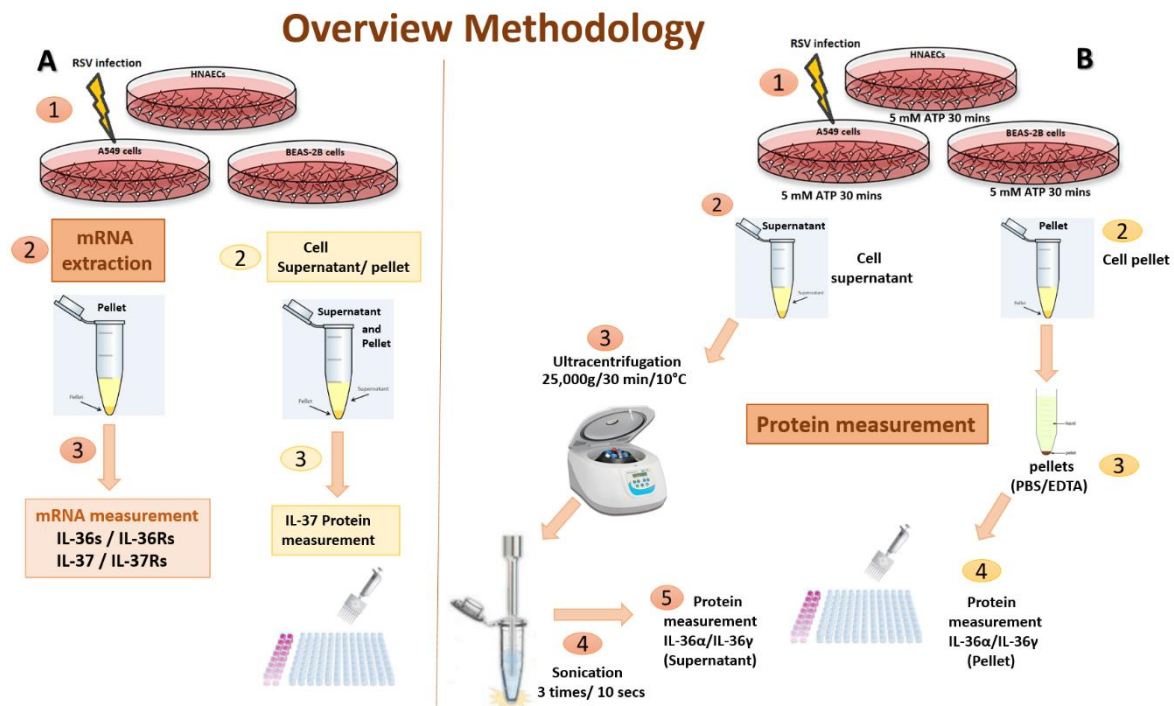 Overview Methodology
A
RSV infection
1
HNAECs
A549 cells
BEAS-2B cells
2
mRNA
extraction
Pellet
Pellet
3
mRNA measurement
IL-36s / IL-36Rs
IL-37 / IL-37Rs
2
Cell
Supernatant/ pellet
Supernatant
and
Pellet
Supernatant
Pellet
3
IL-37 Protein
measurement
B
RSV infection
1
HNAECs
5 mM ATP 30 mins
A549 cells
BEAS-2B cells
5 mM ATP 30 mins
5 mM ATP 30 mins
2
Supernatant
Supernatant
Cell
supernatant
3
Ultracentrifugation
25,000g/30 min/10°C
4
Sonication
3 times/ 10 secs
5
Protein
measurement
IL-36α/IL-36γ
(Supernatant)
Protein measurement
Pellet
Pellet
2
Cell pellet
liquid
pellet
pellets
(PBS/EDTA)
3
4
Protein
measurement
IL-36α/IL-36γ
(Pellet)